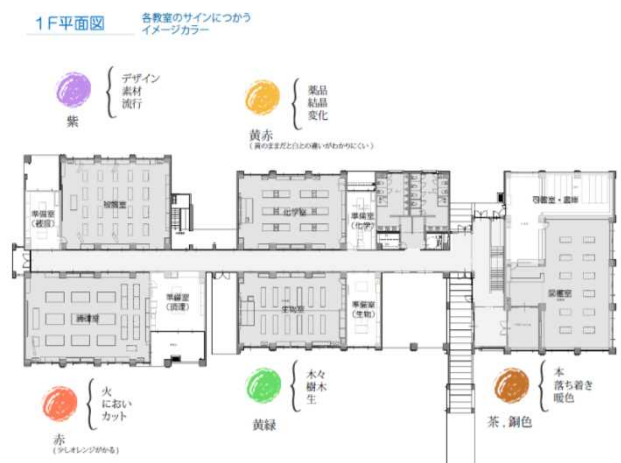 1F平面図
各教室のサインにつかう
イメージカラー
紫
デザイン
素材
流行
黄赤
(黄のままだと白との違いがわかりにくい)
薬品
結晶
変化
準備室
(被服)
被服室
化学室
準備室
(化学)
司書室・書庫
図書室
調理室
準備室
(調理)
生物室
準備室
(生物)
赤
(少しオレンジがかる)
火
におい
カット
黄緑
木々
樹木
生
茶,銅色
本
落ち着き
暖色